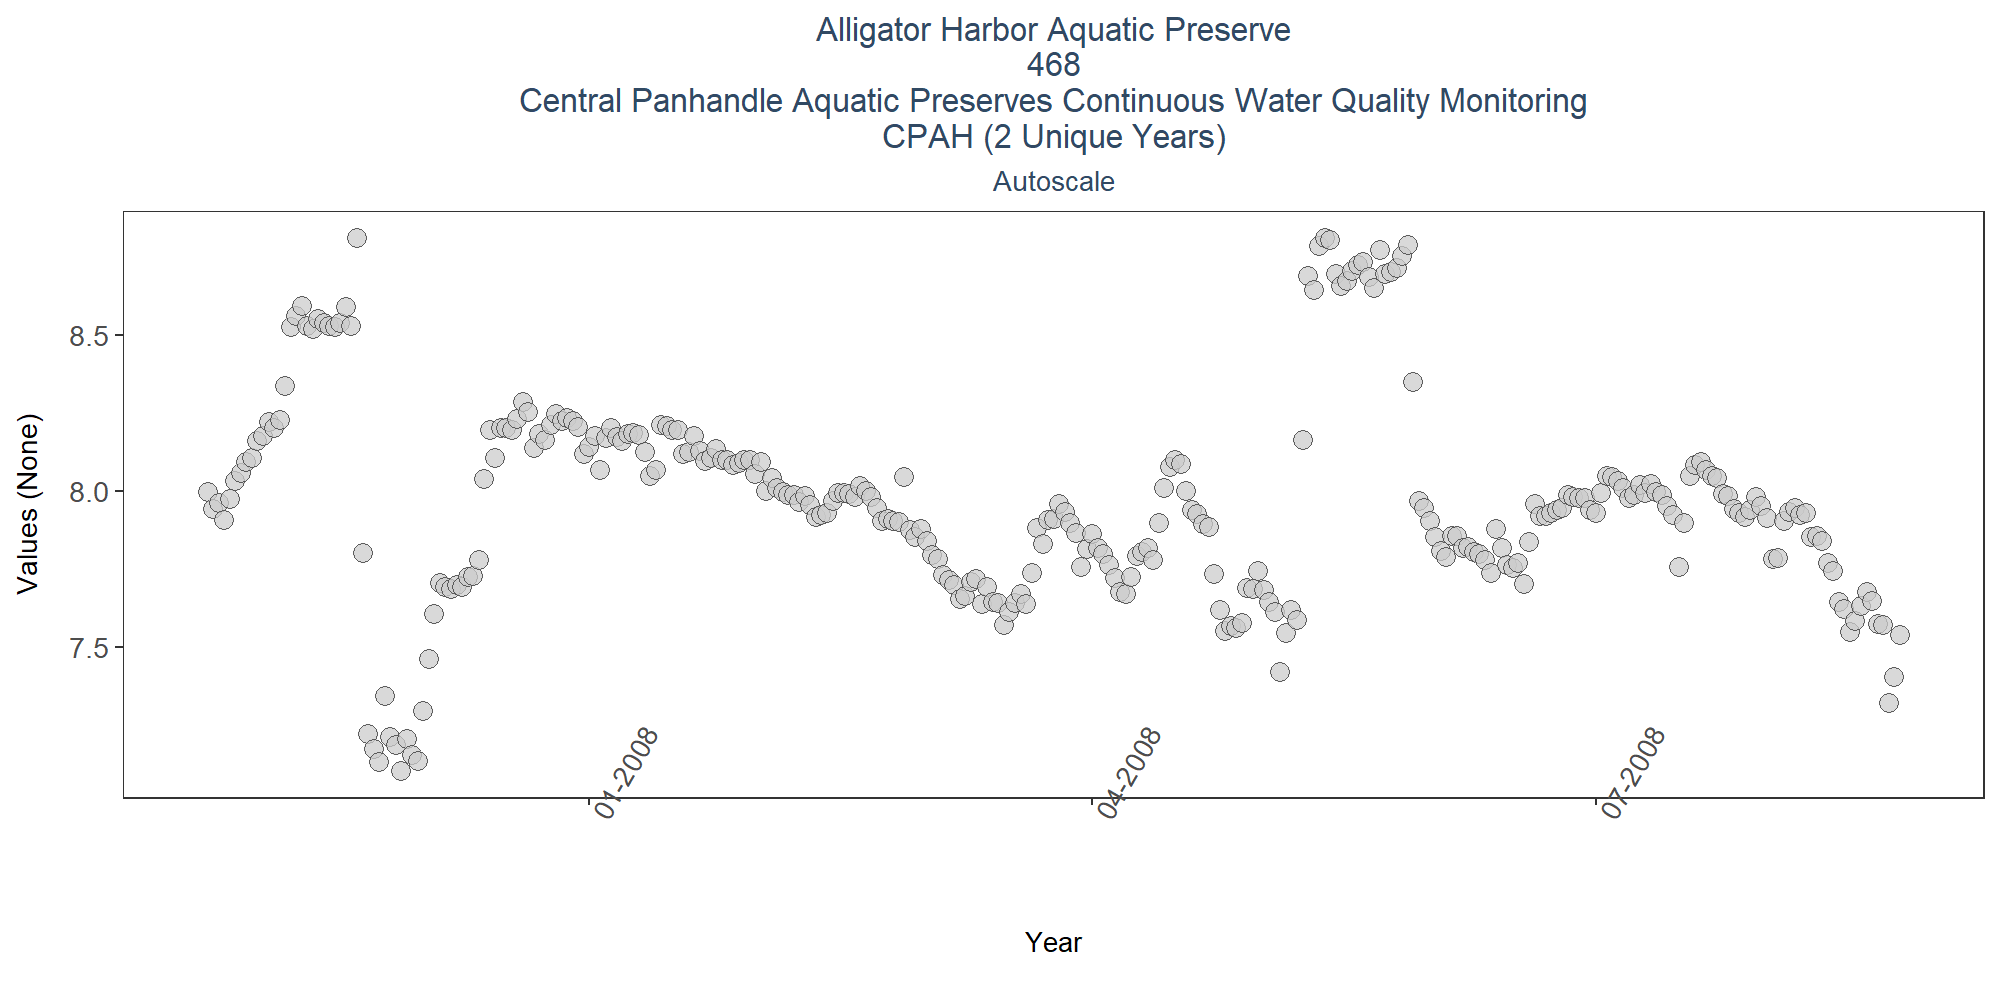 Alligator Harbor Aquatic Preserve
468
Central Panhandle Aquatic Preserves Continuous Water Quality Monitoring
CPAH (2 Unique Years)
Autoscale
Values (None)
8.5
8.0
7.5
01-2008
04-2008
07-2008
Year